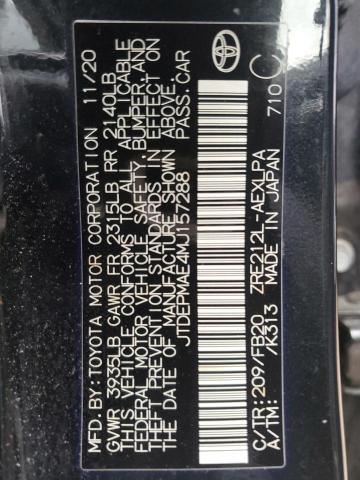 MFD.BY:TOYOTA MOTOR CORPORATION 11/20
GVWR 3935LB GAWR FR 2315LB RR 2140LB
THIS VEHICLE CONFORMS TO ALL APPLICABLE
FEDERAL MOTOR VEHICLE SAFETY, BUMPER, AND
THEFT PREVENTION STANDARDS IN EFFECT ON
THE DATE OF MANUFACTURE SHOWN ABOVE.
JTDEPMAE4MJ157288 PASS.CAR
C/TR:209/FB20 ZRE212L-AEXLPA
A/TM: /K313 MADE IN JAPAN
710 C
TOYOTA